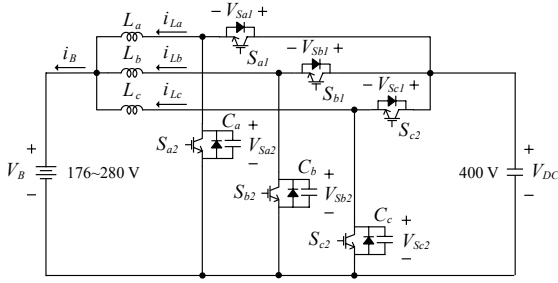 L_a i_La − V_Sa1 +
S_a1
i_B L_b i_Lb − V_Sb1 +
S_b1
L_c i_Lc − V_Sc1 +
S_c2
C_a +
S_a2 V_Sa2
−
+ V_B − 176~280 V
C_b +
S_b2 V_Sb2
−
400 V + V_DC −
C_c +
S_c2 V_Sc2
−